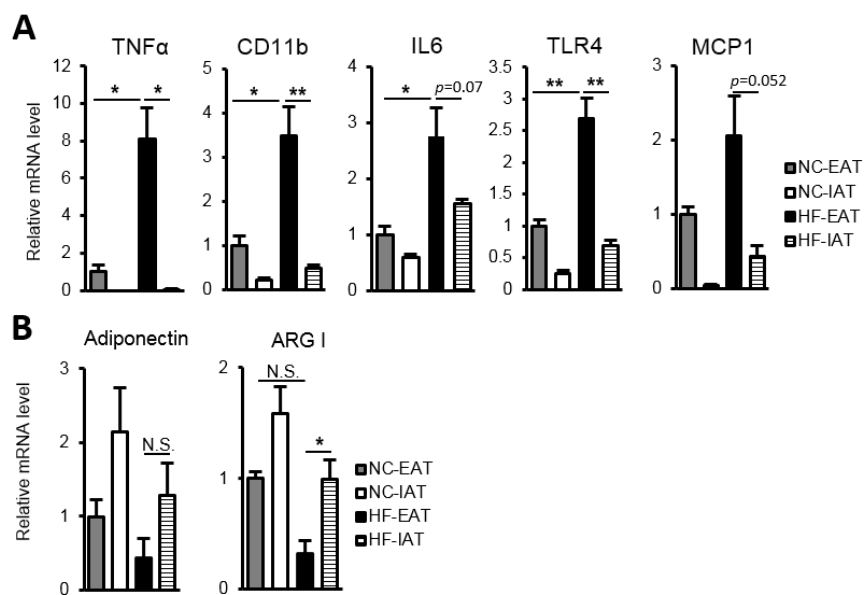 A
TNFα
CD11b
IL6
TLR4
MCP1
Relative mRNA level
12
10
8
6
4
2
0
* *
5
4
3
2
1
0
* **
4
3
2
1
0
* p=0.07
3.5
3
2.5
2
1.5
1
0.5
0
** **
3
2
1
0
p=0.052
NC-EAT
NC-IAT
HF-EAT
HF-IAT
B
Adiponectin
ARG I
Relative mRNA level
3
2
1
0
N.S.
2
1
0
N.S.
*
NC-EAT
NC-IAT
HF-EAT
HF-IAT